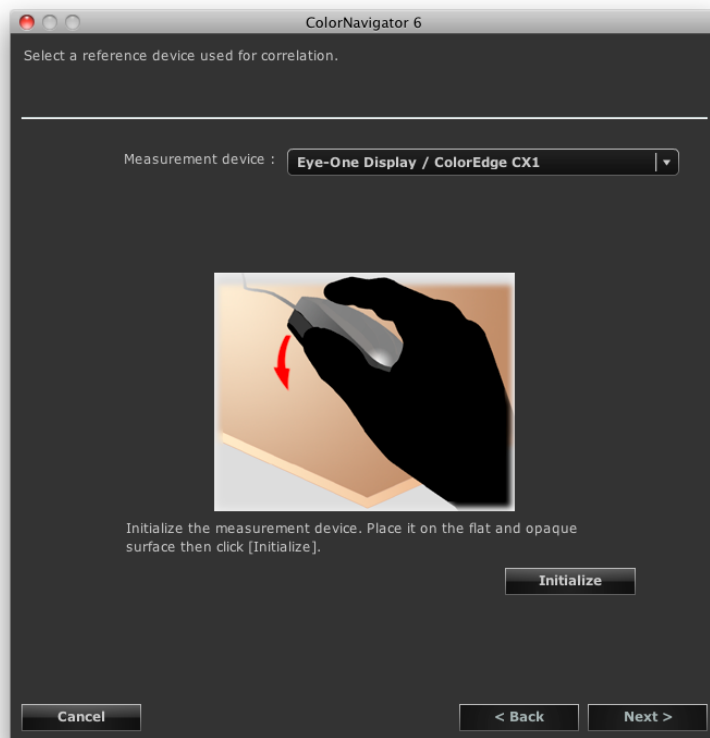 ColorNavigator 6
Select a reference device used for correlation.
Measurement device : Eye-One Display / ColorEdge CX1
Initialize the measurement device. Place it on the flat and opaque
surface then click [Initialize].
Initialize
Cancel < Back Next >